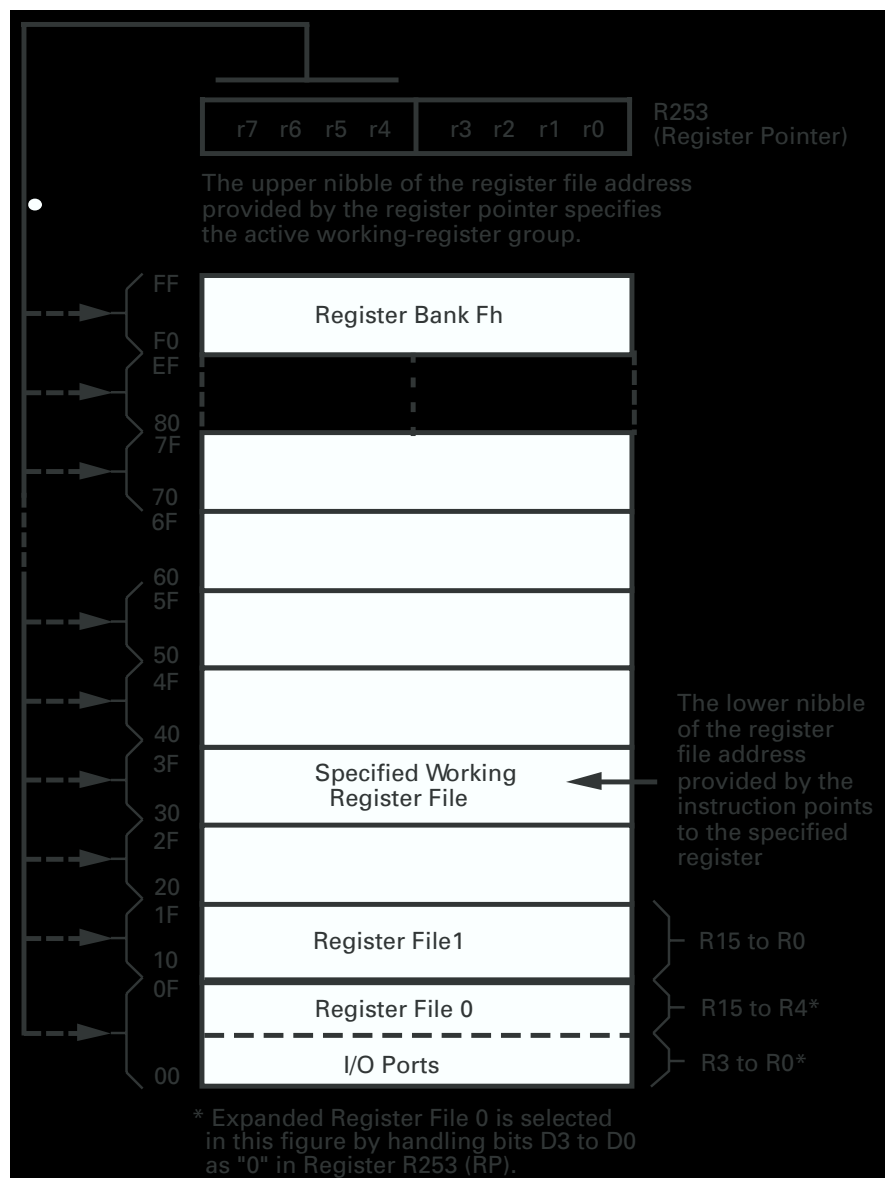 r7 r6 r5 r4 r3 r2 r1 r0
R253
(Register Pointer)
The upper nibble of the register file address
provided by the register pointer specifies
the active working-register group.
FF
Register Bank Fh
F0
EF
80
7F
70
6F
60
5F
50
4F
40
The lower nibble
of the register
file address
provided by the
instruction points
to the specified
register
3F
Specified Working
Register File
30
2F
20
1F
Register File1
R15 to R0
10
0F
Register File 0
R15 to R4*
I/O Ports
R3 to R0*
00
* Expanded Register File 0 is selected
in this figure by handling bits D3 to D0
as "0" in Register R253 (RP).